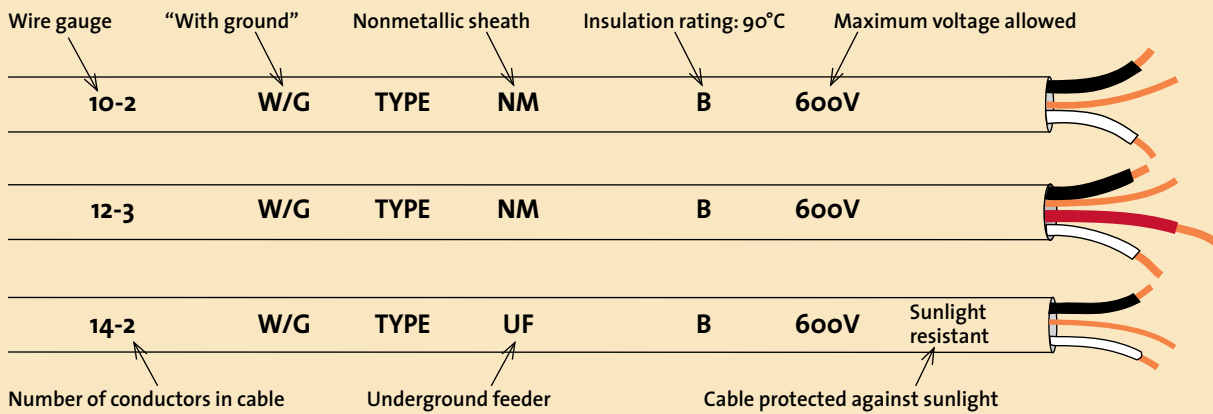 Wire gauge “With ground” Nonmetallic sheath Insulation rating: 90°C Maximum voltage allowed
10-2 W/G TYPE NM B 600V
12-3 W/G TYPE NM B 600V
14-2 W/G TYPE UF B 600V Sunlight
resistant
Number of conductors in cable Underground feeder Cable protected against sunlight